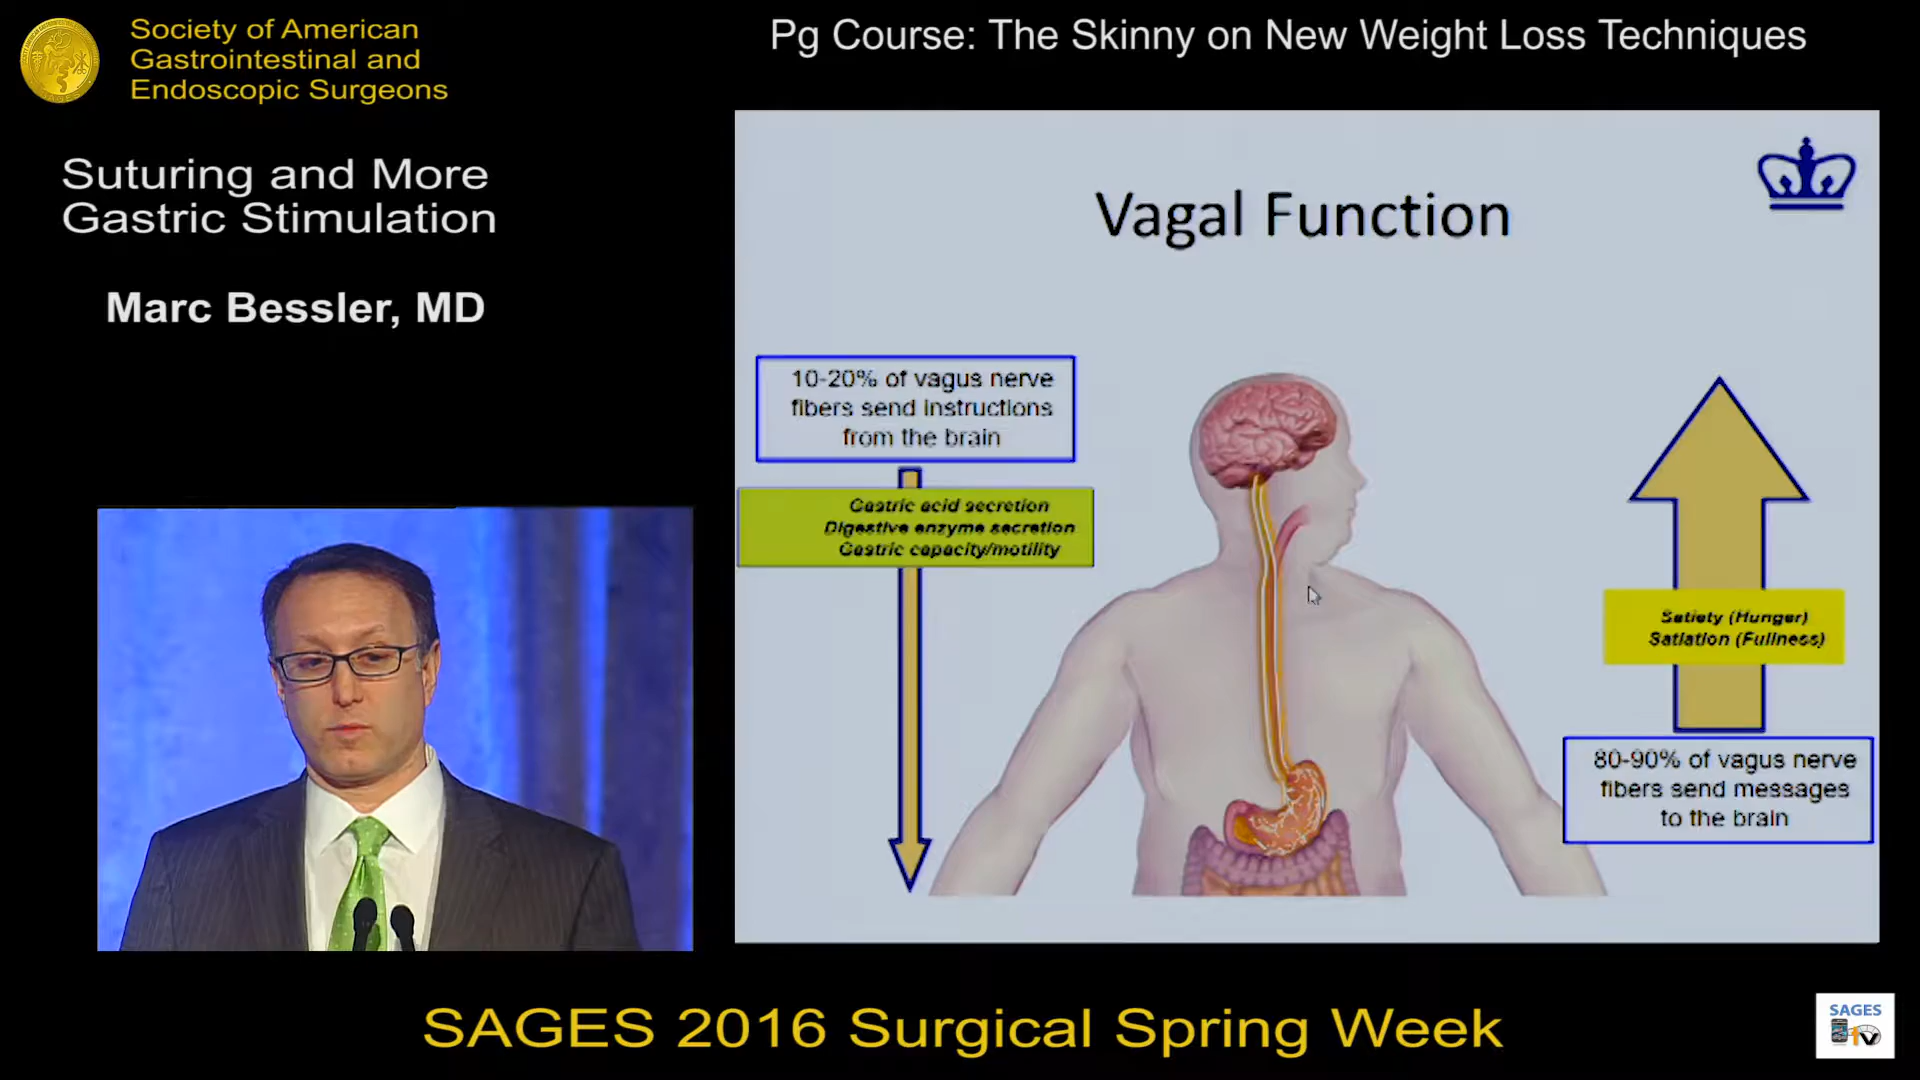 Society of American
Gastrointestinal and
Endoscopic Surgeons
Pg Course: The Skinny on New Weight Loss Techniques
Suturing and More
Gastric Stimulation
Marc Bessler, MD
Vagal Function
10-20% of vagus nerve
fibers send instructions
from the brain
Gastric acid secretion
Digestive enzyme secretion
Gastric capacity/motility
Satiety (Hunger)
Satiation (Fullness)
80-90% of vagus nerve
fibers send messages
to the brain
SAGES 2016 Surgical Spring Week
SAGES
TV